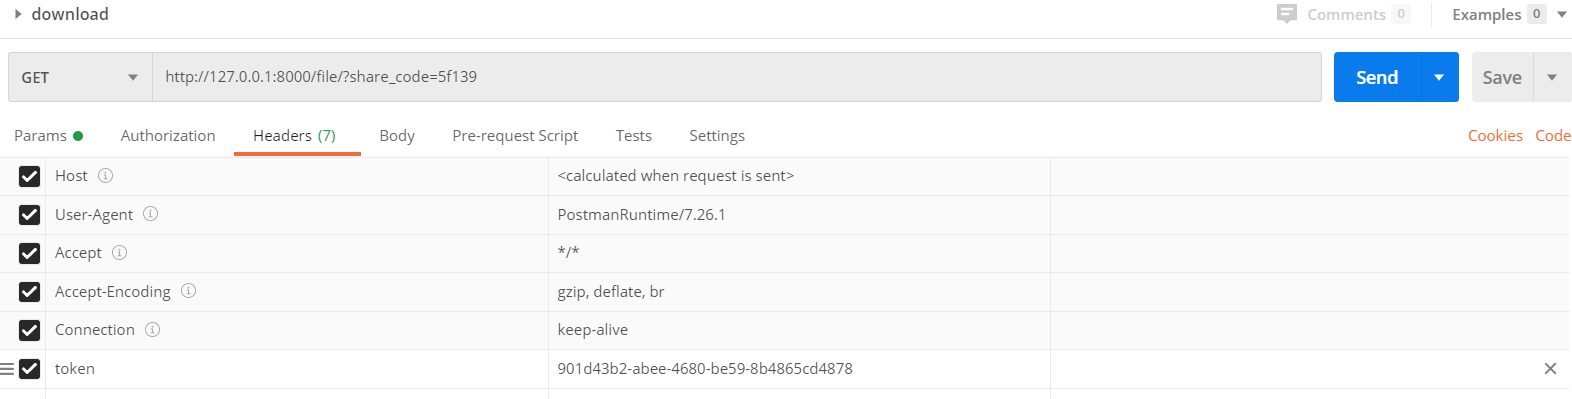 download Comments 0 Examples 0
GET http://127.0.0.1:8000/file/?share_code=5f139 Send Save
Params Authorization Headers (7) Body Pre-request Script Tests Settings Cookies Code
Host <calculated when request is sent>
User-Agent PostmanRuntime/7.26.1
Accept */*
Accept-Encoding gzip, deflate, br
Connection keep-alive
token 901d43b2-abee-4680-be59-8b4865cd4878